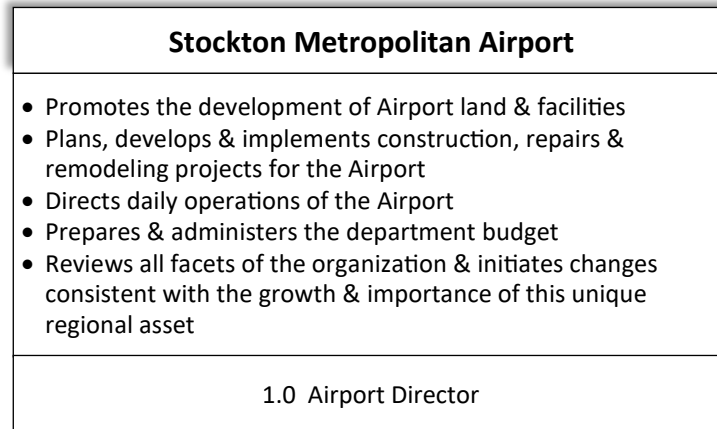 Stockton Metropolitan Airport
• Promotes the development of Airport land & facilities
• Plans, develops & implements construction, repairs &
remodeling projects for the Airport
• Directs daily operations of the Airport
• Prepares & administers the department budget
• Reviews all facets of the organization & initiates changes
consistent with the growth & importance of this unique
regional asset
1.0 Airport Director